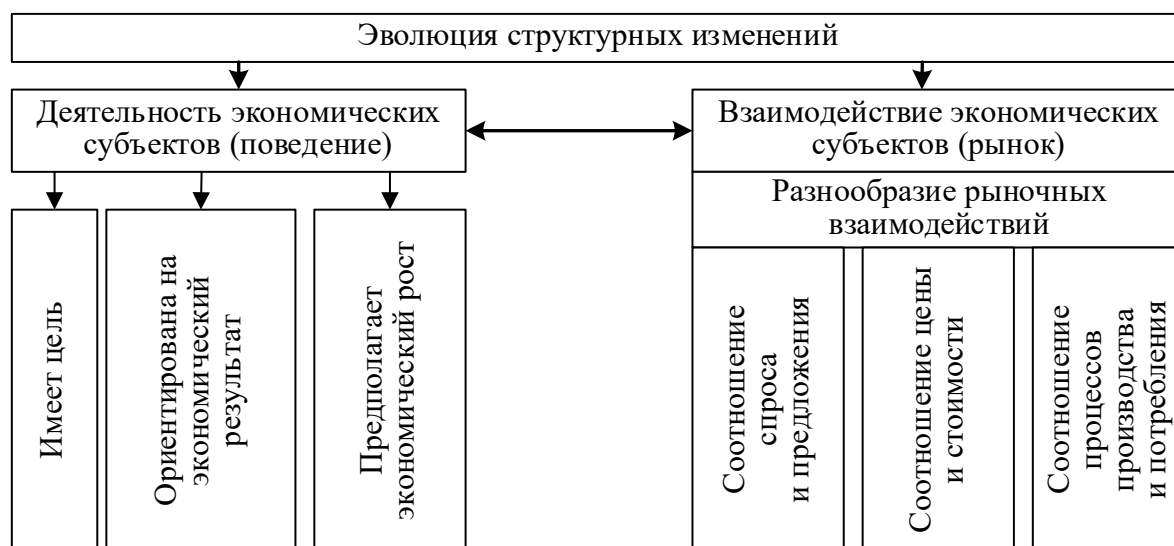 Эволюция структурных изменений
Деятельность экономических
субъектов (поведение)
Взаимодействие экономических
субъектов (рынок)
Разнообразие рыночных
взаимодействий
Имеет цель
Ориентирована на
экономический
результат
Предполагает
экономический рост
Соотношение
спроса
и предложения
Соотношение цены
и стоимости
Соотношение
процессов
производства
и потребления